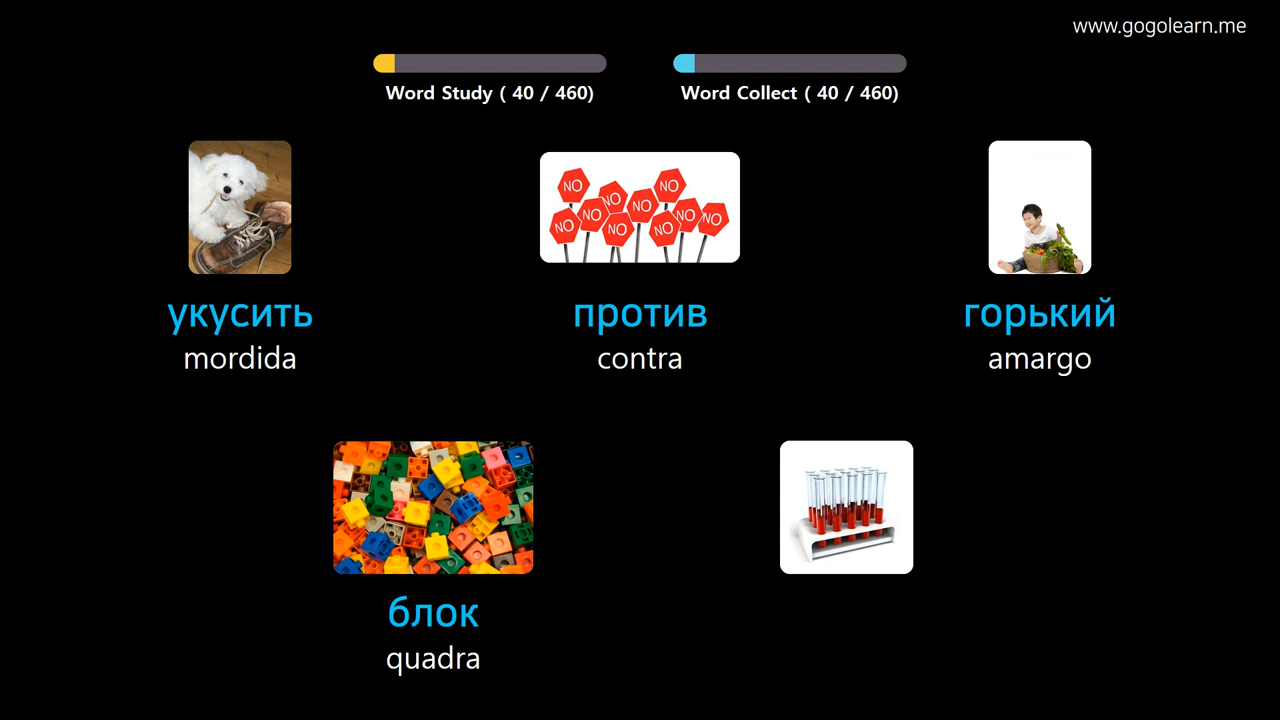 www.gogolearn.me
Word Study ( 40 / 460)
Word Collect ( 40 / 460)
NO NO NO NO NO NO NO NO NO NO
укусить
mordida
против
contra
горький
amargo
блок
quadra